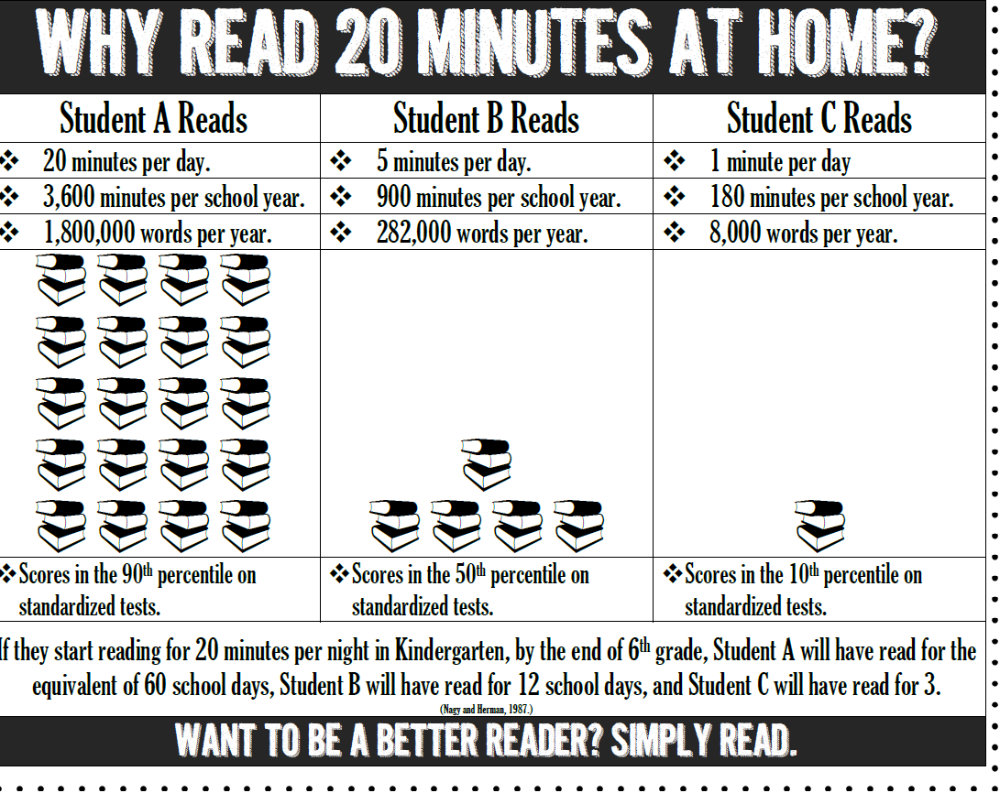 WHY READ 20 MINUTES AT HOME?
Student A Reads
Student B Reads
Student C Reads
❖ 20 minutes per day.
❖ 5 minutes per day.
❖ 1 minute per day
❖ 3,600 minutes per school year.
❖ 900 minutes per school year.
❖ 180 minutes per school year.
❖ 1,800,000 words per year.
❖ 282,000 words per year.
❖ 8,000 words per year.
❖ Scores in the 90th percentile on
standardized tests.
❖ Scores in the 50th percentile on
standardized tests.
❖ Scores in the 10th percentile on
standardized tests.
If they start reading for 20 minutes per night in Kindergarten, by the end of 6th grade, Student A will have read for the
equivalent of 60 school days, Student B will have read for 12 school days, and Student C will have read for 3.
(Nagy and Herman, 1987.)
WANT TO BE A BETTER READER? SIMPLY READ.